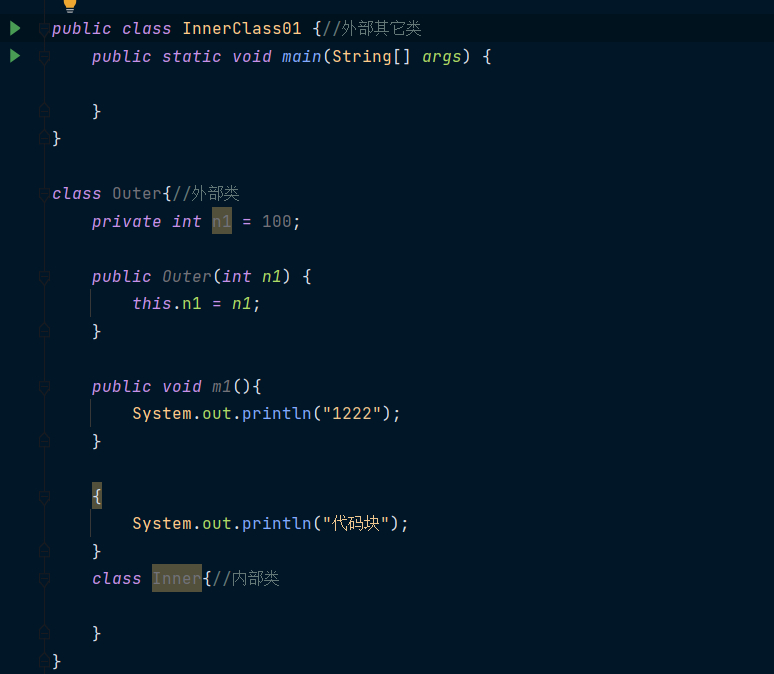 public class InnerClass01 {//外部其它类
    public static void main(String[] args) {
    }
}
class Outer{//外部类
    private int n1 = 100;
    public Outer(int n1) {
        this.n1 = n1;
    }
    public void m1(){
        System.out.println("1222");
    }
    {
        System.out.println("代码块");
    }
    class Inner{//内部类
    }
}